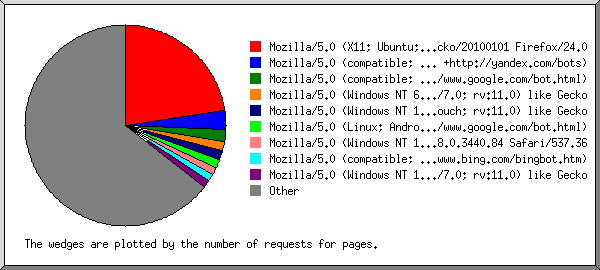 Mozilla/5.0 (X11; Ubuntu;...cko/20100101 Firefox/24.0
Mozilla/5.0 (compatible; ... +http://yandex.com/bots)
Mozilla/5.0 (compatible; .../www.google.com/bot.html)
Mozilla/5.0 (Windows NT 6.../7.0; rv:11.0) like Gecko
Mozilla/5.0 (Windows NT 1...ouch; rv:11.0) like Gecko
Mozilla/5.0 (Linux; Andro.../www.google.com/bot.html)
Mozilla/5.0 (Windows NT 1...8.0.3440.84 Safari/537.36
Mozilla/5.0 (compatible; ...www.bing.com/bingbot.htm)
Mozilla/5.0 (Windows NT 1.../7.0; rv:11.0) like Gecko
Other
The wedges are plotted by the number of requests for pages.